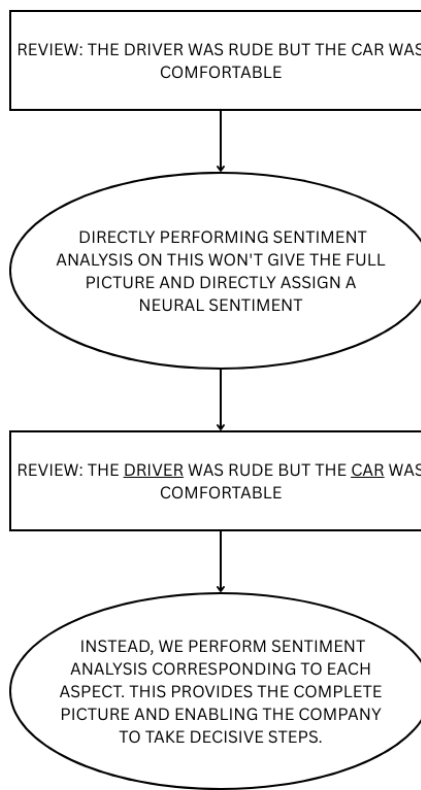 REVIEW: THE DRIVER WAS RUDE BUT THE CAR WAS
COMFORTABLE
DIRECTLY PERFORMING SENTIMENT
ANALYSIS ON THIS WON'T GIVE THE FULL
PICTURE AND DIRECTLY ASSIGN A
NEURAL SENTIMENT
REVIEW: THE DRIVER WAS RUDE BUT THE CAR WAS
COMFORTABLE
INSTEAD, WE PERFORM SENTIMENT
ANALYSIS CORRESPONDING TO EACH
ASPECT. THIS PROVIDES THE COMPLETE
PICTURE AND ENABLING THE COMPANY
TO TAKE DECISIVE STEPS.